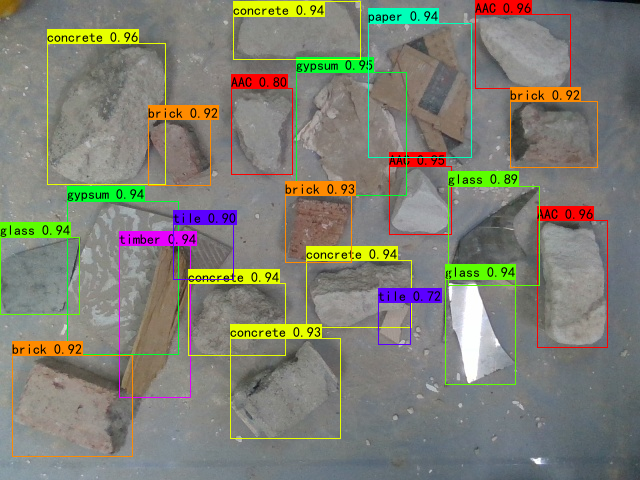 concrete 0.94
AAC 0.96
paper 0.94
concrete 0.96
gypsum 0.95
AAC 0.80
brick 0.92
brick 0.92
AAC 0.95
glass 0.89
brick 0.93
gypsum 0.94
tile 0.90
AAC 0.96
glass 0.94
timber 0.94
concrete 0.94
glass 0.94
concrete 0.94
tile 0.72
concrete 0.93
brick 0.92